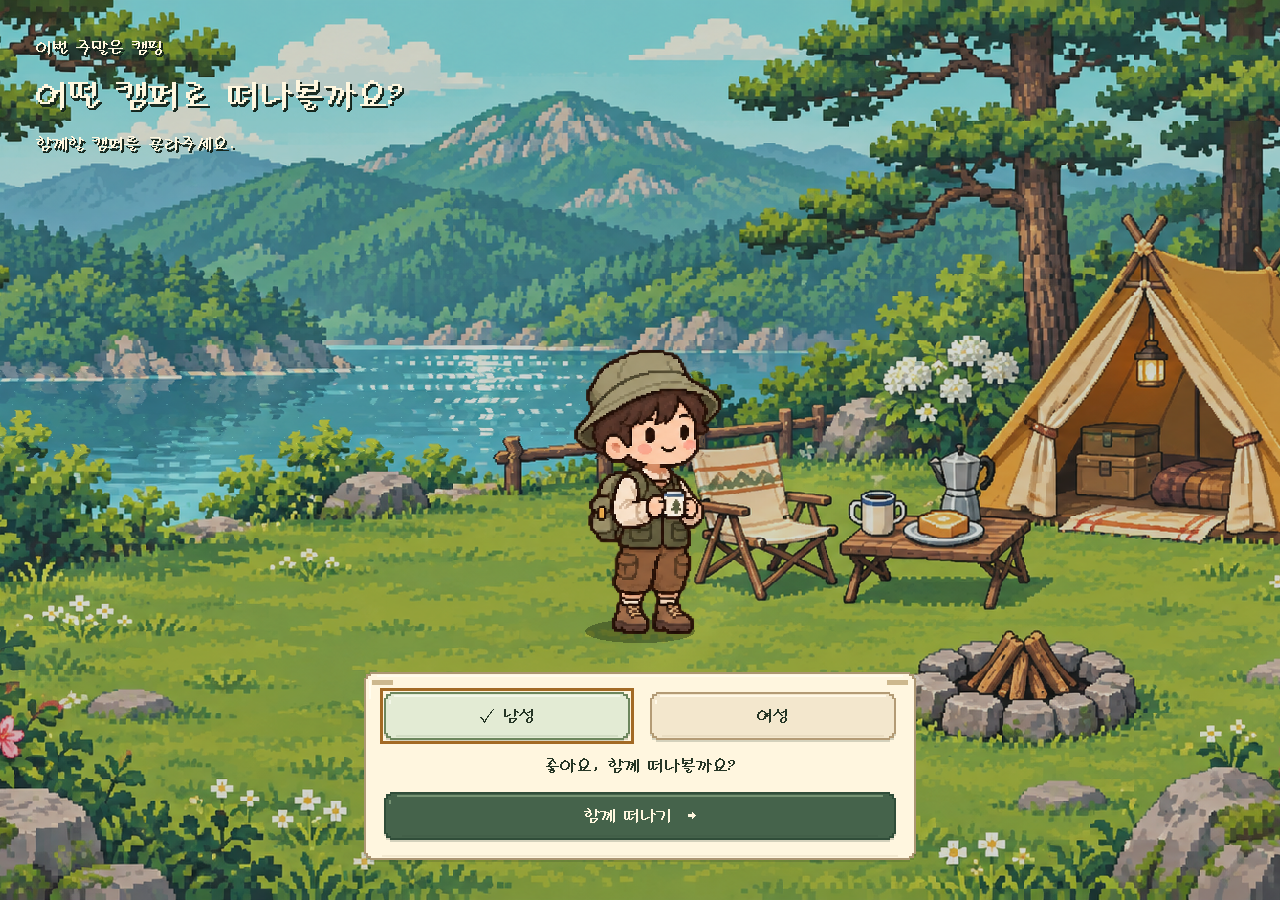 이번 주말은 캠핑
어떤 캠퍼로 떠나볼까요?
함께할 캠퍼를 골라주세요.
✓ 남성
여성
좋아요, 함께 떠나볼까요?
함께 떠나기 →